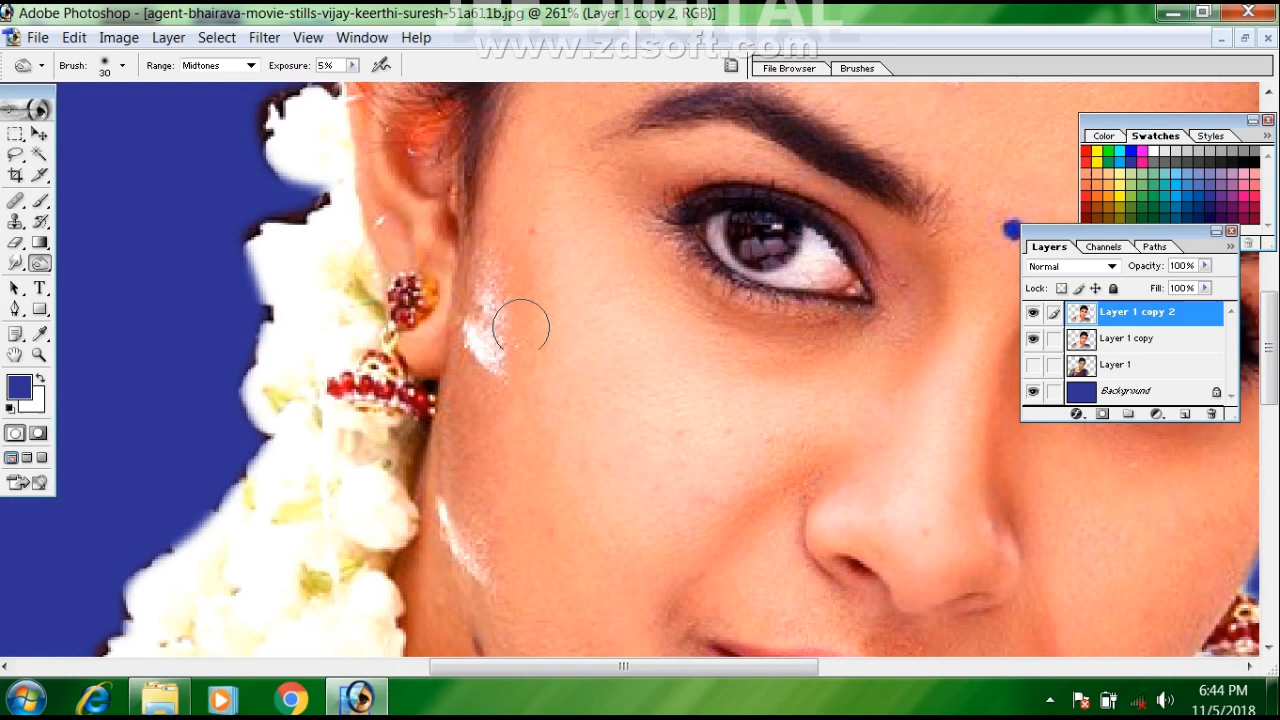 Adobe Photoshop - [agent-bhairava-movie-stills-vijay-keerthi-suresh-51a611b.jpg @ 261% (Layer 1 copy 2, RGB)]
DIGITAL
www.zdsoft.com
File Edit Image Layer Select Filter View Window Help
Brush: 30 Range: Midtones Exposure: 5% File Browser Brushes
Color Swatches Styles
Layers Channels Paths
Normal Opacity: 100%
Lock: Fill: 100%
Layer 1 copy 2
Layer 1 copy
Layer 1
Background
6:44 PM
11/5/2018